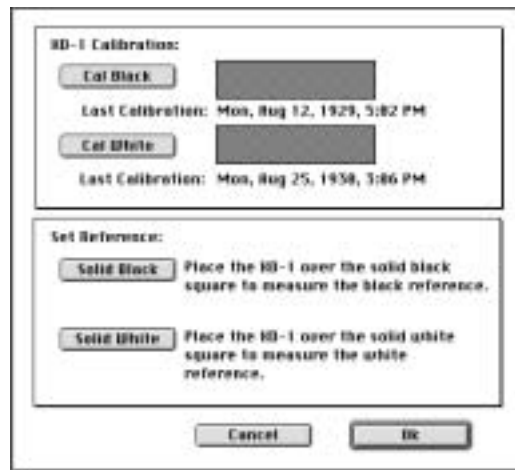 XD-1 Calibration:
Cal Black
Last Calibration: Mon, Aug 12, 1929, 5:02 PM
Cal White
Last Calibration: Mon, Aug 25, 1930, 3:06 PM
Set Reference:
Solid Black
Place the XD-1 over the solid black
square to measure the black reference.
Solid White
Place the XD-1 over the solid white
square to measure the white
reference.
Cancel
Ok